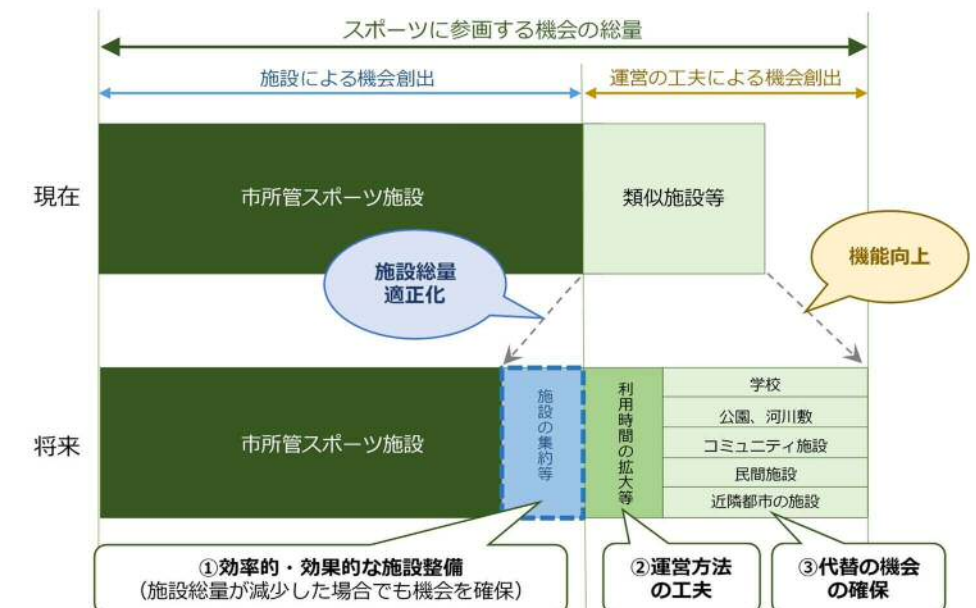 スポーツに参画する機会の総量
施設による機会創出
運営の工夫による機会創出
現在
市所管スポーツ施設
類似施設等
施設総量
適正化
機能向上
将来
市所管スポーツ施設
施設の集約等
利用時間の拡大等
学校
公園、河川敷
コミュニティ施設
民間施設
近隣都市の施設
①効率的・効果的な施設整備
（施設総量が減少した場合でも機会を確保）
②運営方法
の工夫
③代替の機会
の確保